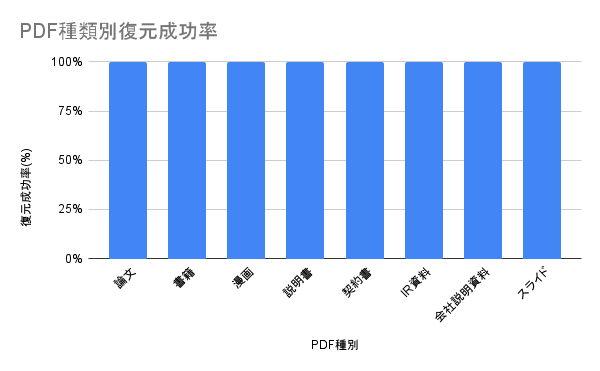 PDF種類別復元成功率
100%
75%
50%
25%
0%
復元成功率(%)
論文
書籍
漫画
説明書
契約書
IR資料
会社説明資料
スライド
PDF種別